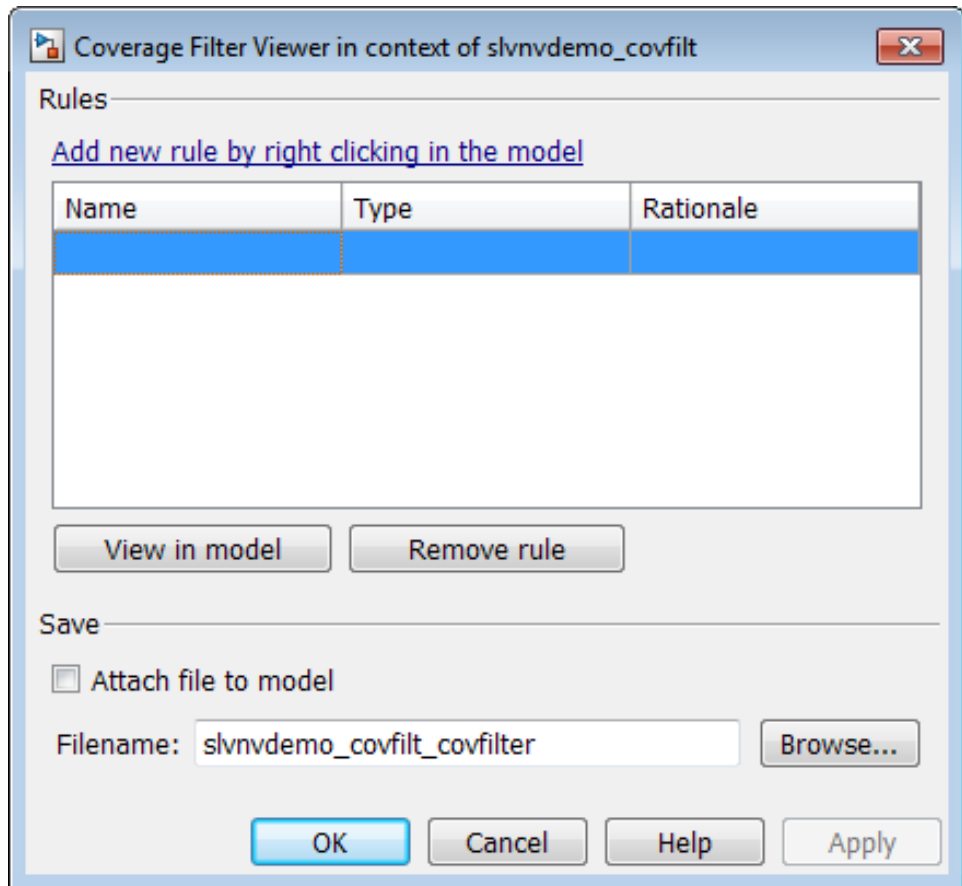 Coverage Filter Viewer in context of slvnvdemo_covfilt
Rules
Add new rule by right clicking in the model
Name Type Rationale
View in model Remove rule
Save
Attach file to model
Filename: slvnvdemo_covfilt_covfilter Browse...
OK Cancel Help Apply